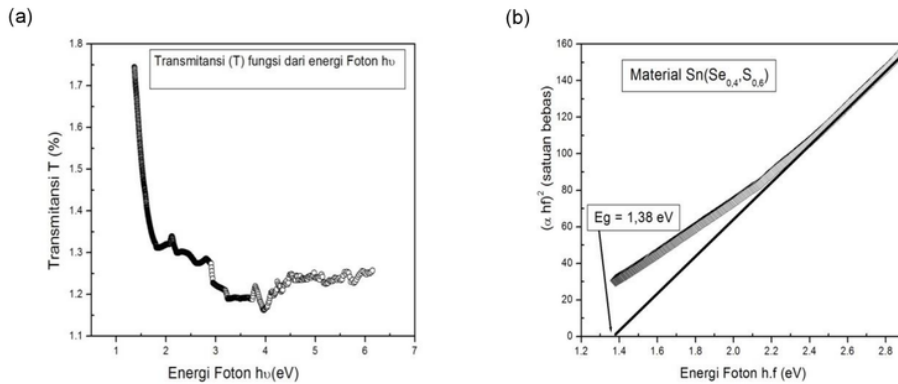 (a)
1.8
1.7
1.6
1.5
1.4
1.3
1.2
1.1
Transmitansi T (%)
Transmitansi (T) fungsi dari energi Foton hυ
1 2 3 4 5 6 7
Energi Foton hυ(eV)
(b)
160
140
120
100
80
60
40
20
0
(α hf)² (satuan bebas)
Material Sn(Se₀,₄,S₀,₆)
Eg = 1,38 eV
1.4 1.6 1.8 2.0 2.2 2.4 2.6 2.8
Energi Foton h.f (eV)